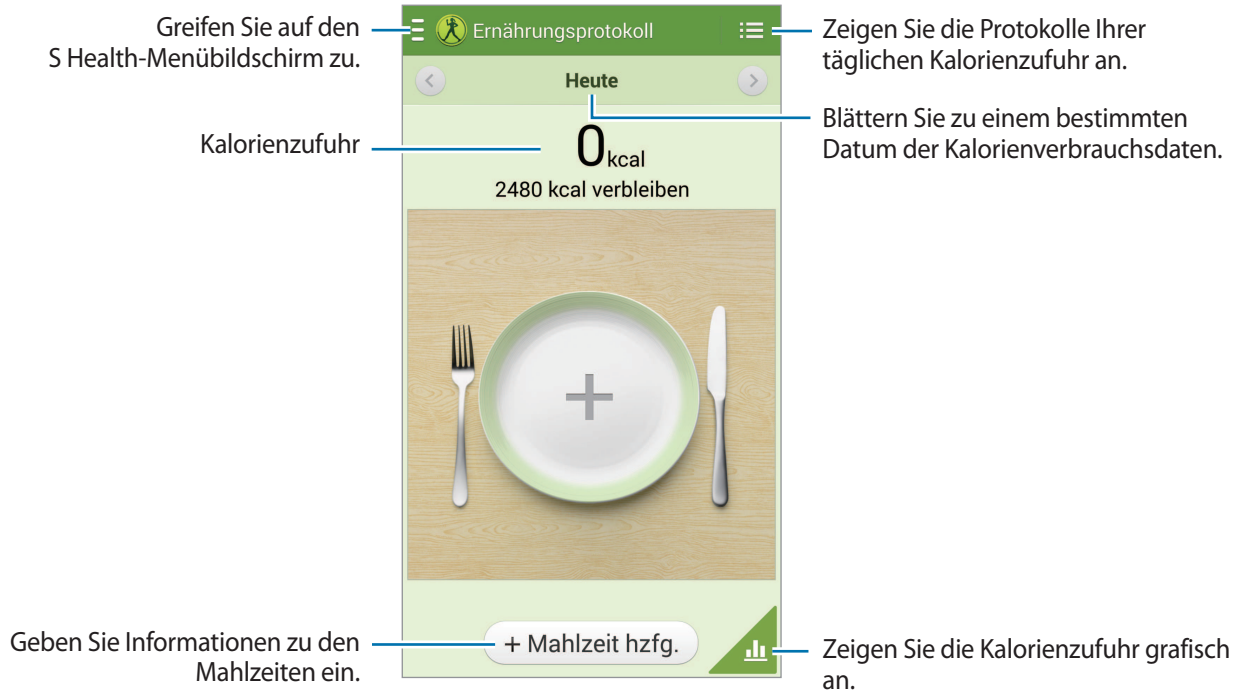 Greifen Sie auf den
S Health-Menübildschirm zu.
Ernährungsprotokoll
Zeigen Sie die Protokolle Ihrer
täglichen Kalorienzufuhr an.
Heute
Blättern Sie zu einem bestimmten
Datum der Kalorienverbrauchsdaten.
Kalorienzufuhr
0 kcal
2480 kcal verbleiben
Geben Sie Informationen zu den
Mahlzeiten ein.
+ Mahlzeit hzfg.
Zeigen Sie die Kalorienzufuhr grafisch
an.